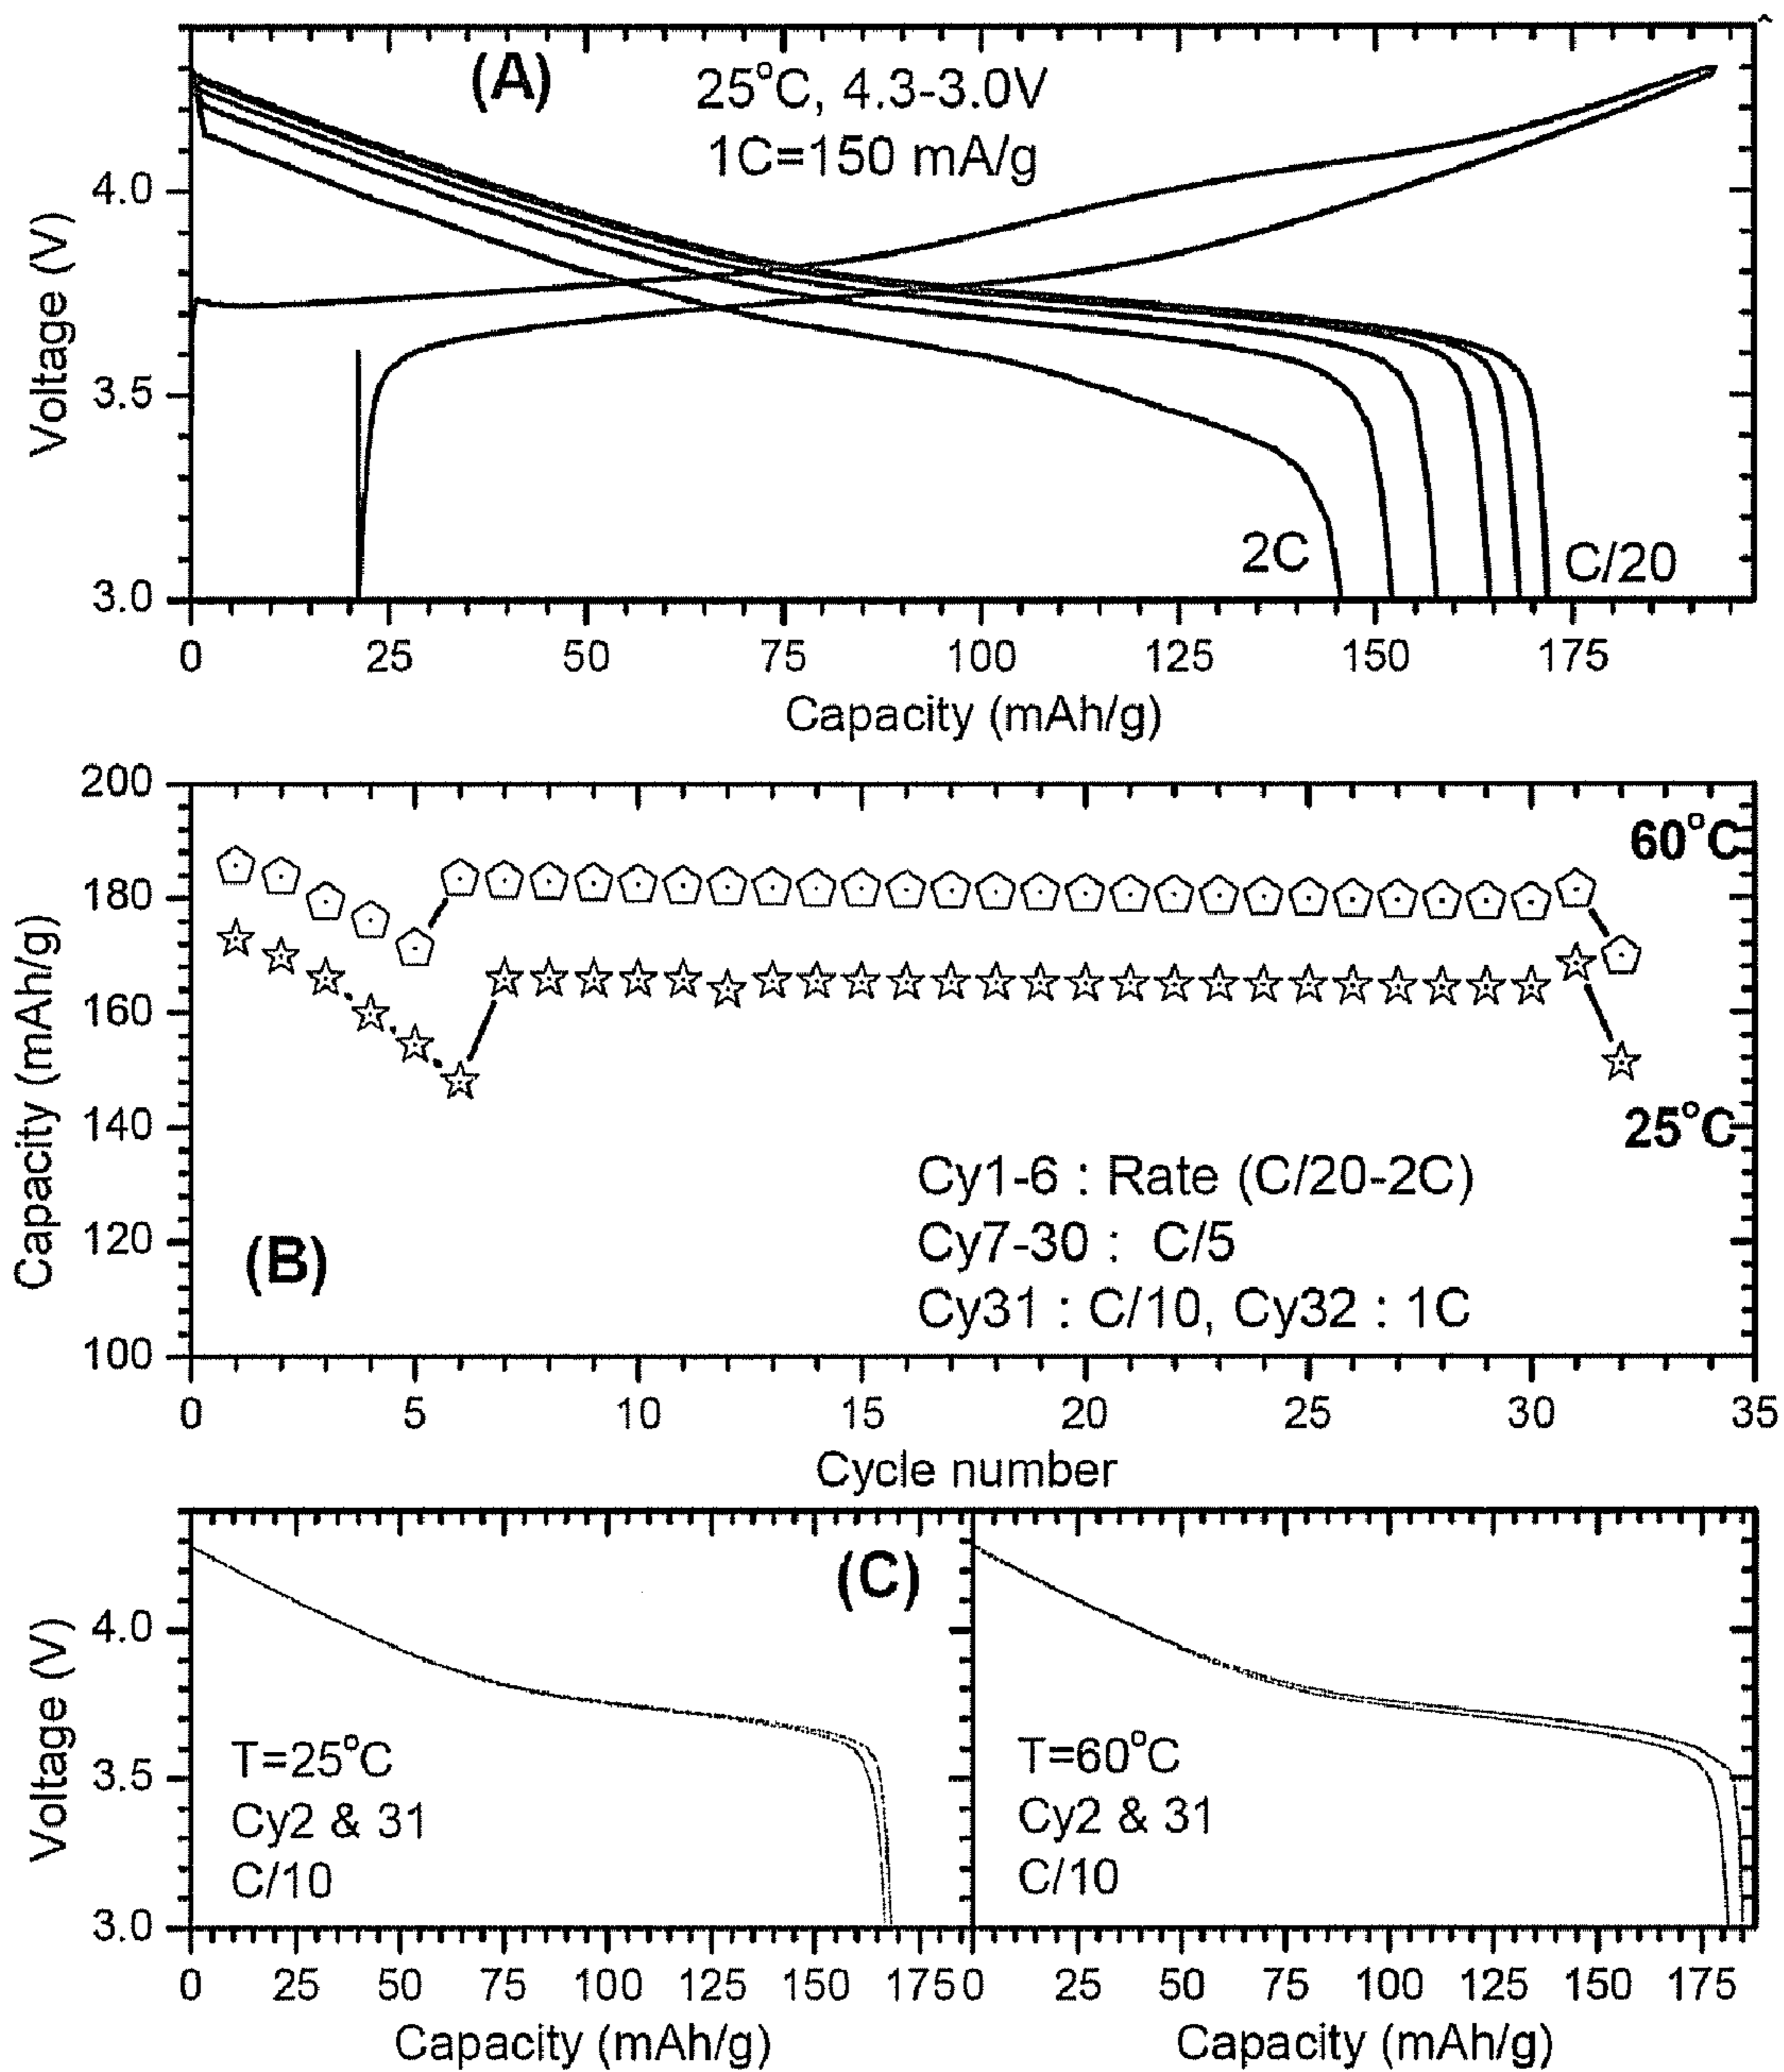 (A)
25°C, 4.3-3.0V
1C=150 mA/g
4.0
3.5
3.0
Voltage (V)
2C
C/20
0 25 50 75 100 125 150 175
Capacity (mAh/g)
200
180
160
140
120
100
Capacity (mAh/g)
60°C
25°C
Cy1-6 : Rate (C/20-2C)
Cy7-30 : C/5
Cy31 : C/10, Cy32 : 1C
(B)
0 5 10 15 20 25 30 35
Cycle number
(C)
4.0
3.5
3.0
Voltage (V)
T=25°C
Cy2 & 31
C/10
0 25 50 75 100 125 150 175
Capacity (mAh/g)
T=60°C
Cy2 & 31
C/10
0 25 50 75 100 125 150 175
Capacity (mAh/g)